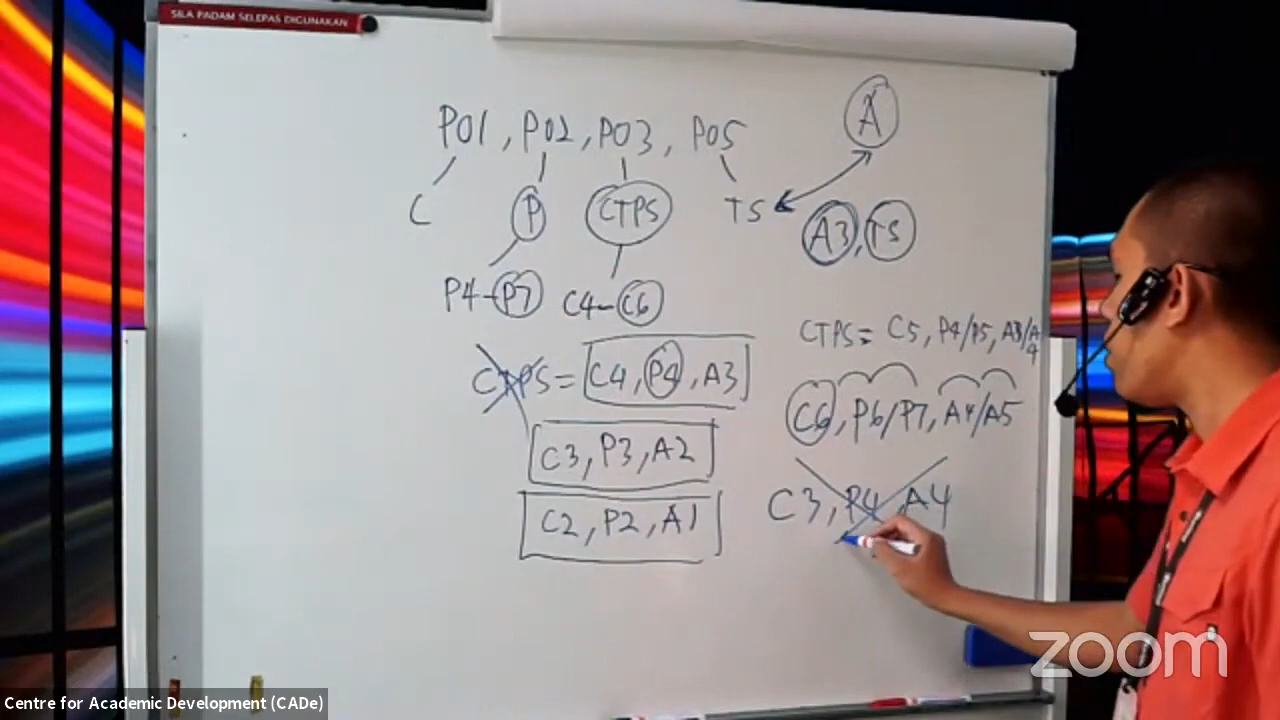 SILA PADAM SELEPAS DIGUNAKAN
PO1, PO2, PO3, PO5
A
C P CTPS TS
A3, TS
P4-P7 C4-C6
CTPS= C5, P4/P5, A3/A4
CTPS= C4, P4, A3
C6, P6/P7, A4/A5
C3, P3, A2
C3, P4, A4
C2, P2, A1
zoom
Centre for Academic Development (CADe)